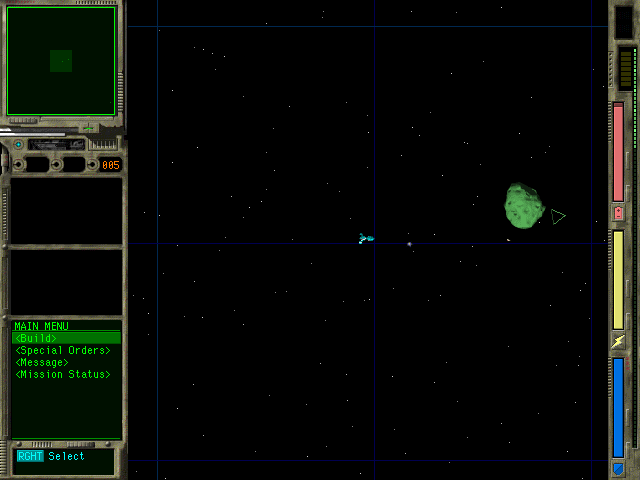 005
MAIN MENU
<Build>
<Special Orders>
<Message>
<Mission Status>
RGHT Select